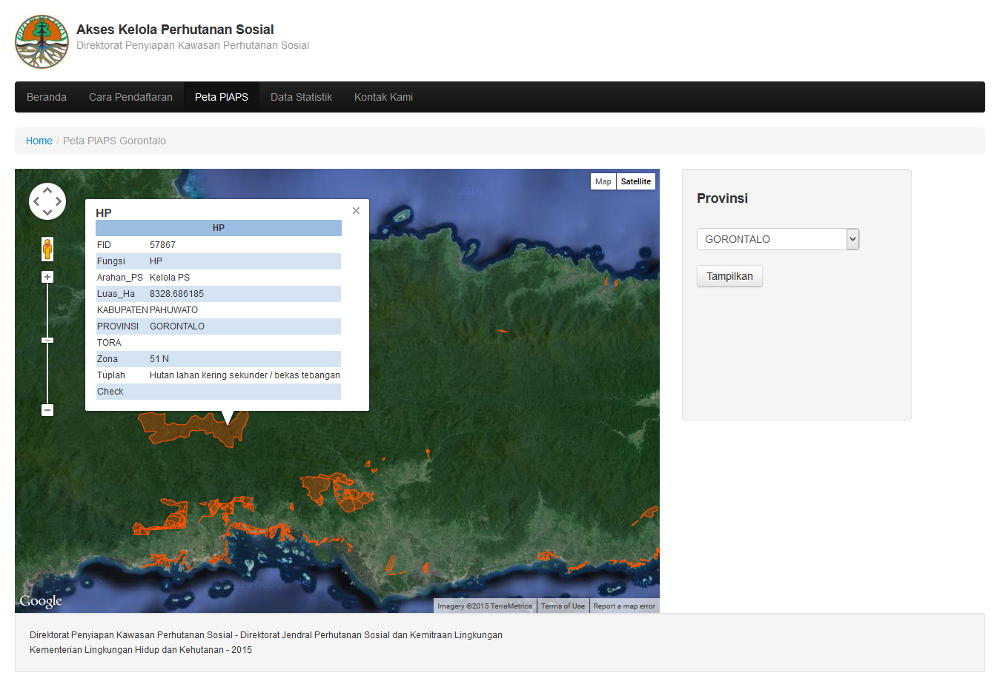 Akses Kelola Perhutanan Sosial
Direktorat Penyiapan Kawasan Perhutanan Sosial
Beranda Cara Pendaftaran Peta PIAPS Data Statistik Kontak Kami
Home / Peta PIAPS Gorontalo
Map Satellite
© 2015
HP
HP
FID 57867
Fungsi HP
Arahan_PS Kelola PS
Luas_Ha 8328.686185
KABUPATEN PAHUWATO
PROVINSI GORONTALO
TORA
Zona 51 N
Tuplah Hutan lahan kering sekunder / bekas tebangan
Check
Google
Imagery ©2015 TerraMetrics Terms of Use Report a map error
Provinsi
GORONTALO
Tampilkan
Direktorat Penyiapan Kawasan Perhutanan Sosial - Direktorat Jendral Perhutanan Sosial dan Kemitraan Lingkungan
Kementerian Lingkungan Hidup dan Kehutanan - 2015